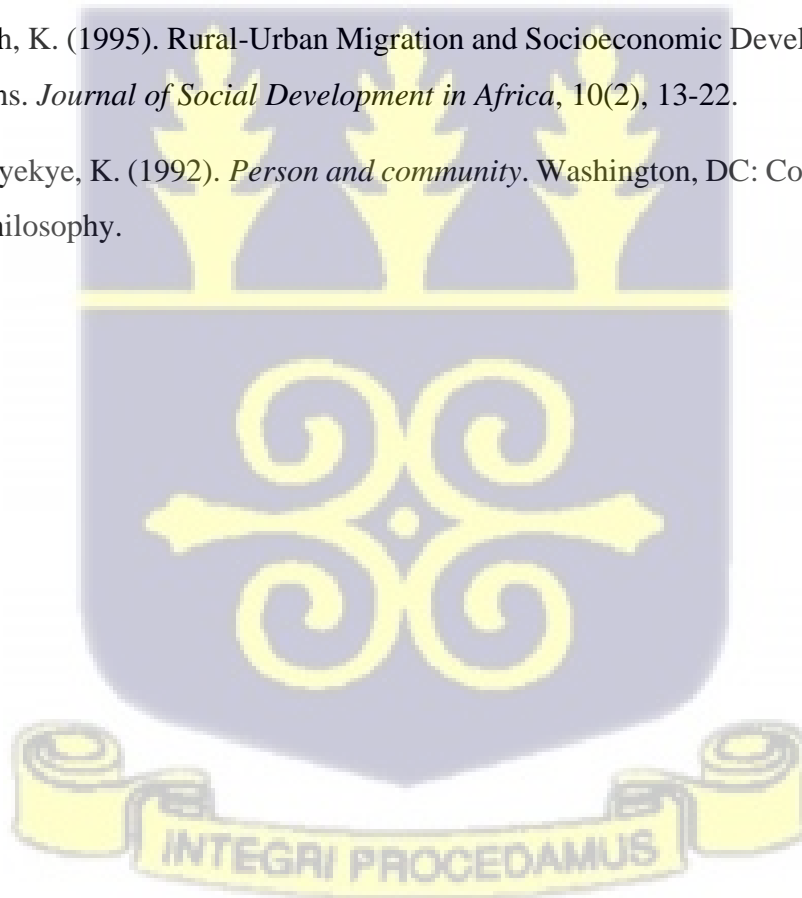 h, K. (1995). Rural-Urban Migration and Socioeconomic Devel
ns. Journal of Social Development in Africa, 10(2), 13-22.
yekye, K. (1992). Person and community. Washington, DC: Co
hilosophy.
INTEGRI PROCEDAMUS